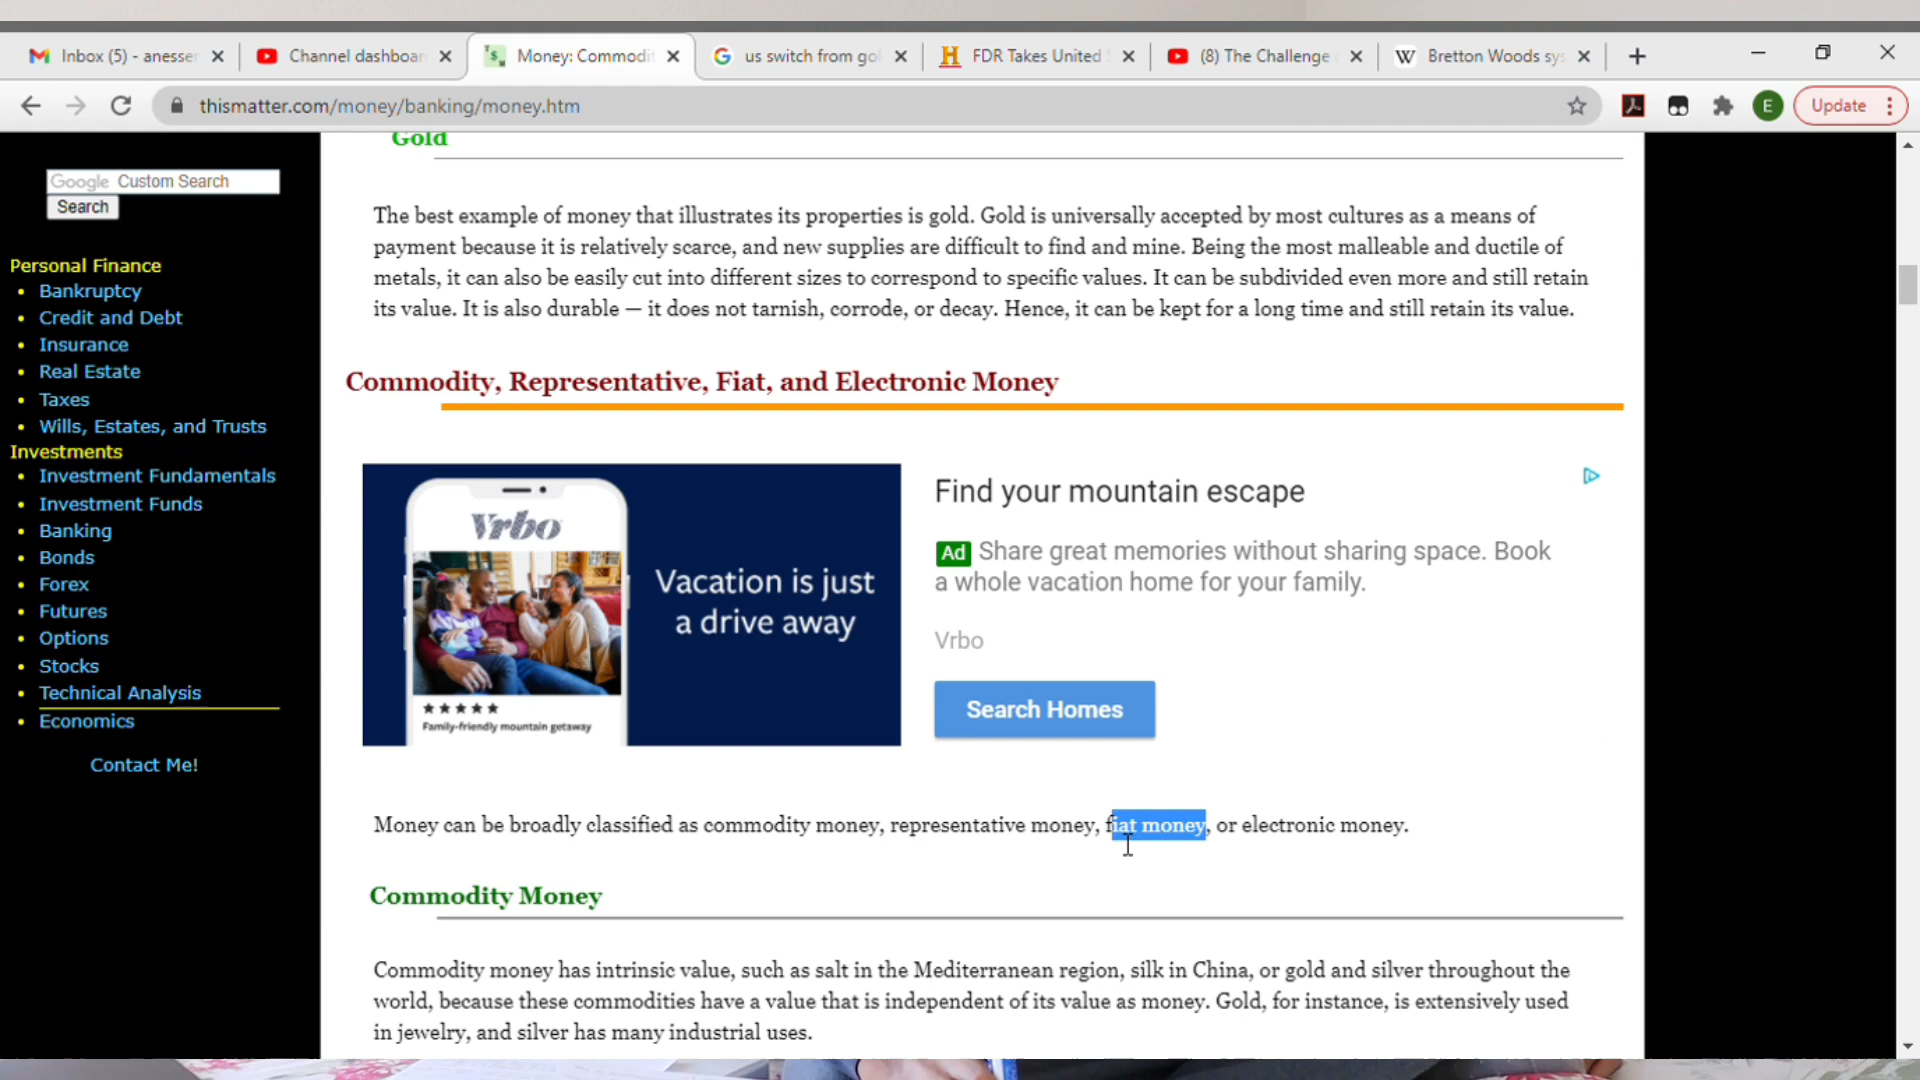 Inbox (5) - anesser
Channel dashboar
Money: Commodit
us switch from gol
FDR Takes United
(8) The Challenge
Bretton Woods sys
thismatter.com/money/banking/money.htm
E
Update
Google Custom Search
Search
Personal Finance
Bankruptcy
Credit and Debt
Insurance
Real Estate
Taxes
Wills, Estates, and Trusts
Investments
Investment Fundamentals
Investment Funds
Banking
Bonds
Forex
Futures
Options
Stocks
Technical Analysis
Economics
Contact Me!
Gold
The best example of money that illustrates its properties is gold. Gold is universally accepted by most cultures as a means of
payment because it is relatively scarce, and new supplies are difficult to find and mine. Being the most malleable and ductile of
metals, it can also be easily cut into different sizes to correspond to specific values. It can be subdivided even more and still retain
its value. It is also durable — it does not tarnish, corrode, or decay. Hence, it can be kept for a long time and still retain its value.
Commodity, Representative, Fiat, and Electronic Money
Vrbo
Family-friendly mountain getaway
Vacation is just
a drive away
Find your mountain escape
Ad Share great memories without sharing space. Book
a whole vacation home for your family.
Vrbo
Search Homes
Money can be broadly classified as commodity money, representative money, fiat money, or electronic money.
Commodity Money
Commodity money has intrinsic value, such as salt in the Mediterranean region, silk in China, or gold and silver throughout the
world, because these commodities have a value that is independent of its value as money. Gold, for instance, is extensively used
in jewelry, and silver has many industrial uses.